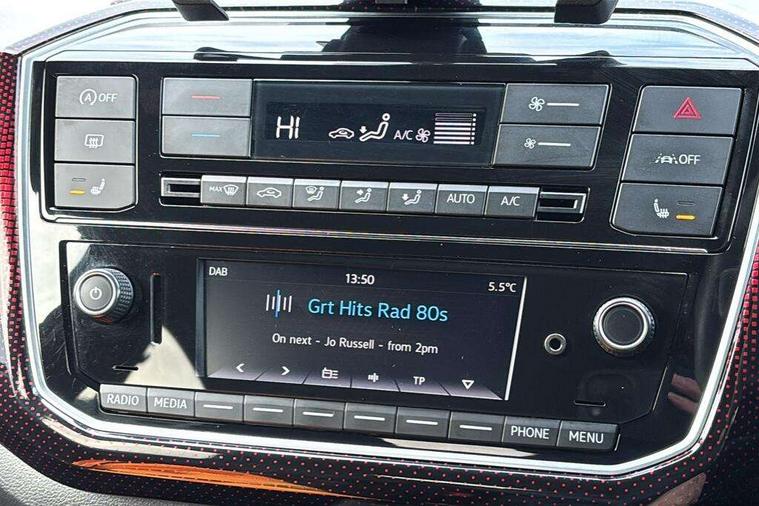 OFF
HI
A/C
OFF
MAX
AUTO
A/C
DAB
13:50
5.5°C
Grt Hits Rad 80s
On next - Jo Russell - from 2pm
TP
RADIO
MEDIA
PHONE
MENU